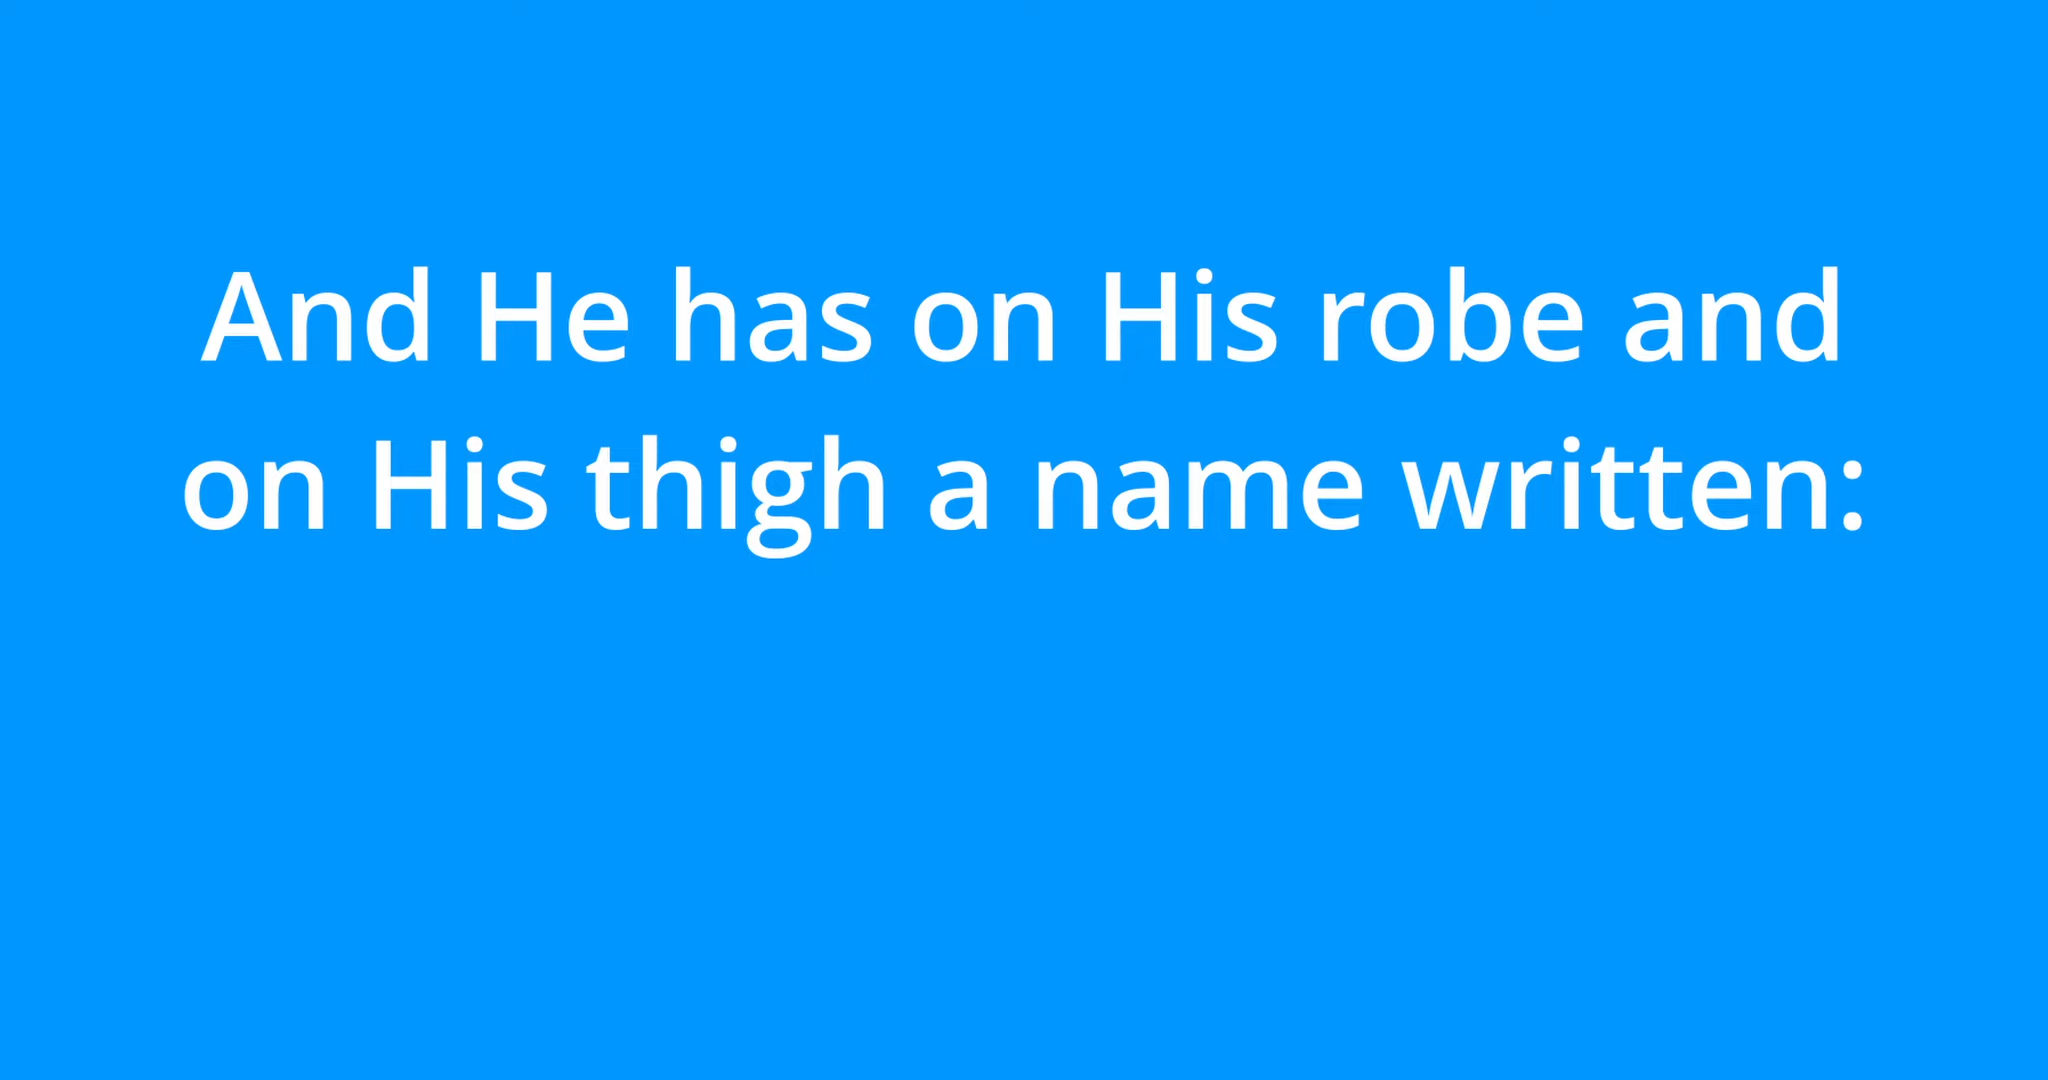 And He has on His robe and
on His thigh a name written: